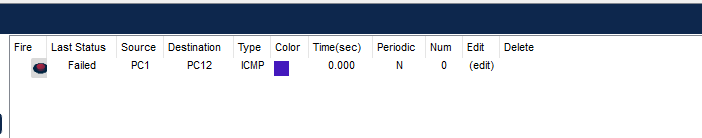 Fire Last Status Source Destination Type Color Time(sec) Periodic Num Edit Delete
Failed PC1 PC12 ICMP 0.000 N 0 (edit)